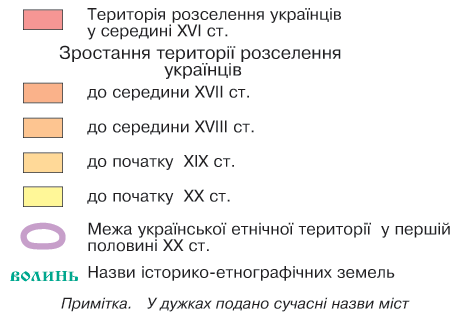 Територія розселення українців
у середині XVI ст.
Зростання території розселення
українців
до середини XVII ст.
до середини XVIII ст.
до початку XIX ст.
до початку XX ст.
Межа української етнічної території у першій
половині XX ст.
ВОЛИНЬ Назви історико-етнографічних земель
Примітка. У дужках подано сучасні назви міст